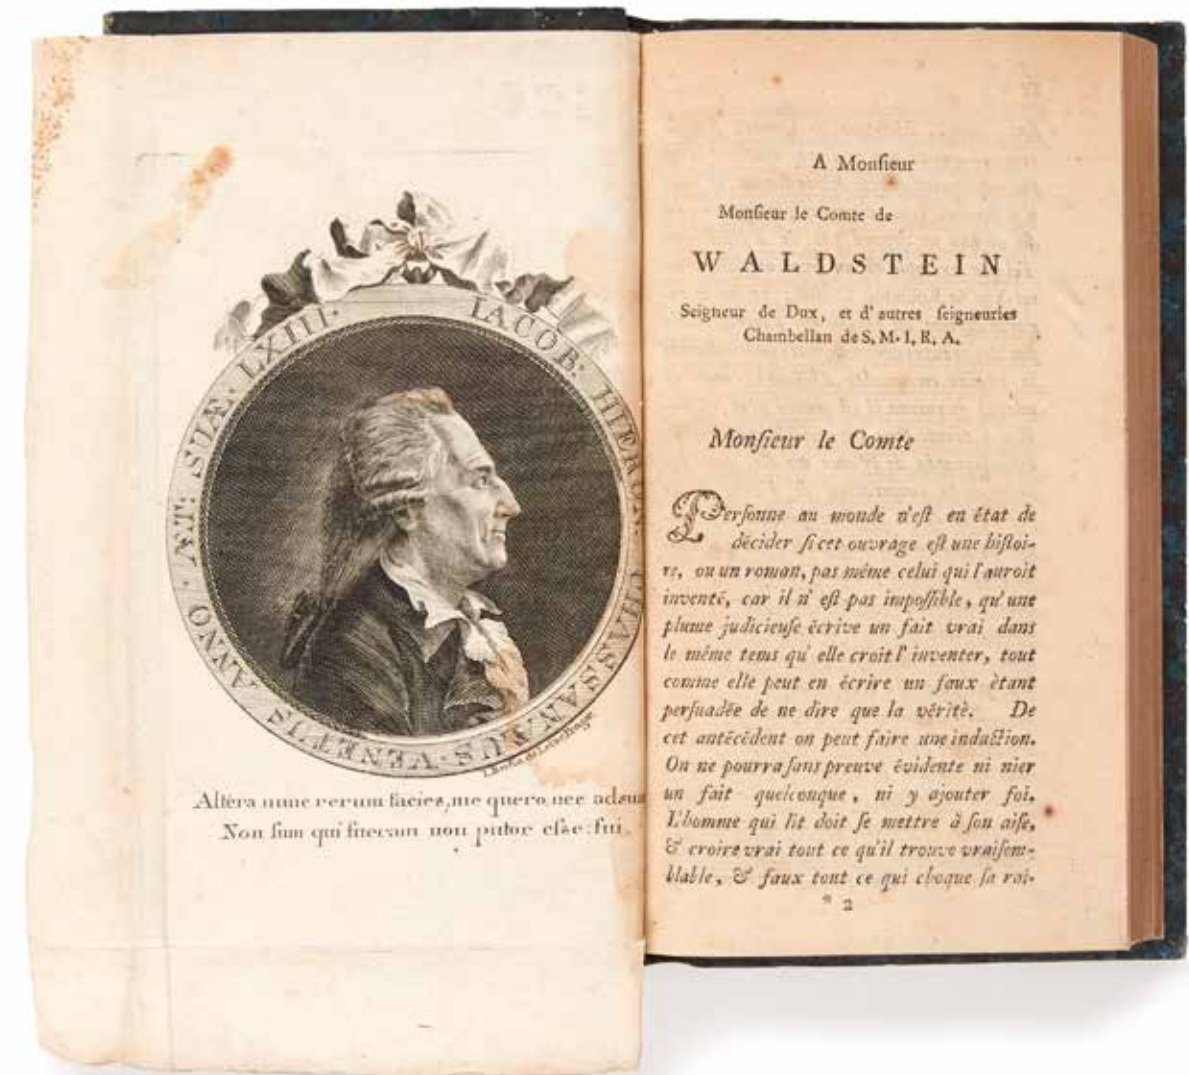 IACOB: HIERON: CHASSANÆUS VENETUS ANNO ÆT: SUÆ: LXIII.
I. Berka
Altera nunc rerum facies, me quero, nec adsum
Non sum qui fueram non putor esse: fui.
A Monſieur
Monſieur le Comte de
WALDSTEIN
Seigneur de Dux, et d'autres ſeigneuries
Chambellan de S. M. I, R, A.
Monſieur le Comte
Perſonne au monde n'eſt en état de
décider ſi cet ouvrage eſt une hiſtoi-
re, ou un roman, pas même celui qui l'auroit
inventé, car il n' eſt pas impoſſible, qu'une
plume judicieuſe écrive un fait vrai dans
le même tems qu' elle croit l' inventer, tout
comme elle peut en écrire un faux ètant
perſuadée de ne dire que la vérité. De
cet antécédent on peut faire une induction.
On ne pourra ſans preuve évidente ni nier
un fait quelconque, ni y ajouter foi.
L'homme qui lit doit ſe mettre à ſon aiſe,
& croire vrai tout ce qu'il trouve vraiſem-
blable, & faux tout ce qui choque ſa rai-
* 2